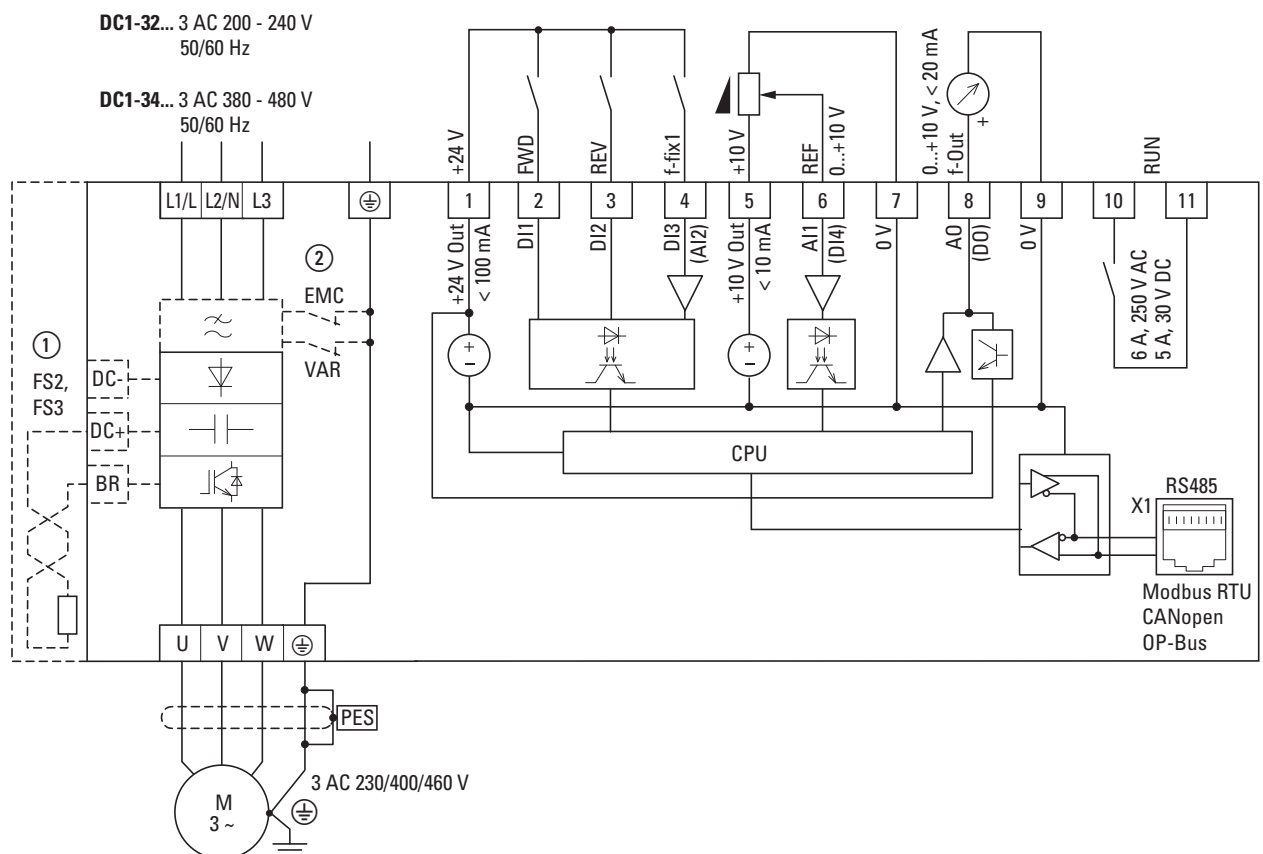 DC1-32... 3 AC 200 - 240 V
50/60 Hz
DC1-34... 3 AC 380 - 480 V
50/60 Hz
+24 V
FWD
REV
f-fix1
+10 V
REF
0...+10 V
0...+10 V, < 20 mA
f-Out
+
RUN
L1/L L2/N L3
1 2 3 4 5 6 7 8 9 10 11
+24 V Out
< 100 mA
DI1
DI2
DI3
(AI2)
+10 V Out
< 10 mA
AI1
(DI4)
0 V
AO
(DO)
0 V
6 A, 250 V AC
5 A, 30 V DC
2
EMC
VAR
1
FS2,
FS3
DC-
DC+
BR
+
-
+
-
CPU
X1
RS485
Modbus RTU
CANopen
OP-Bus
U V W
PES
3 AC 230/400/460 V
M
3 ~